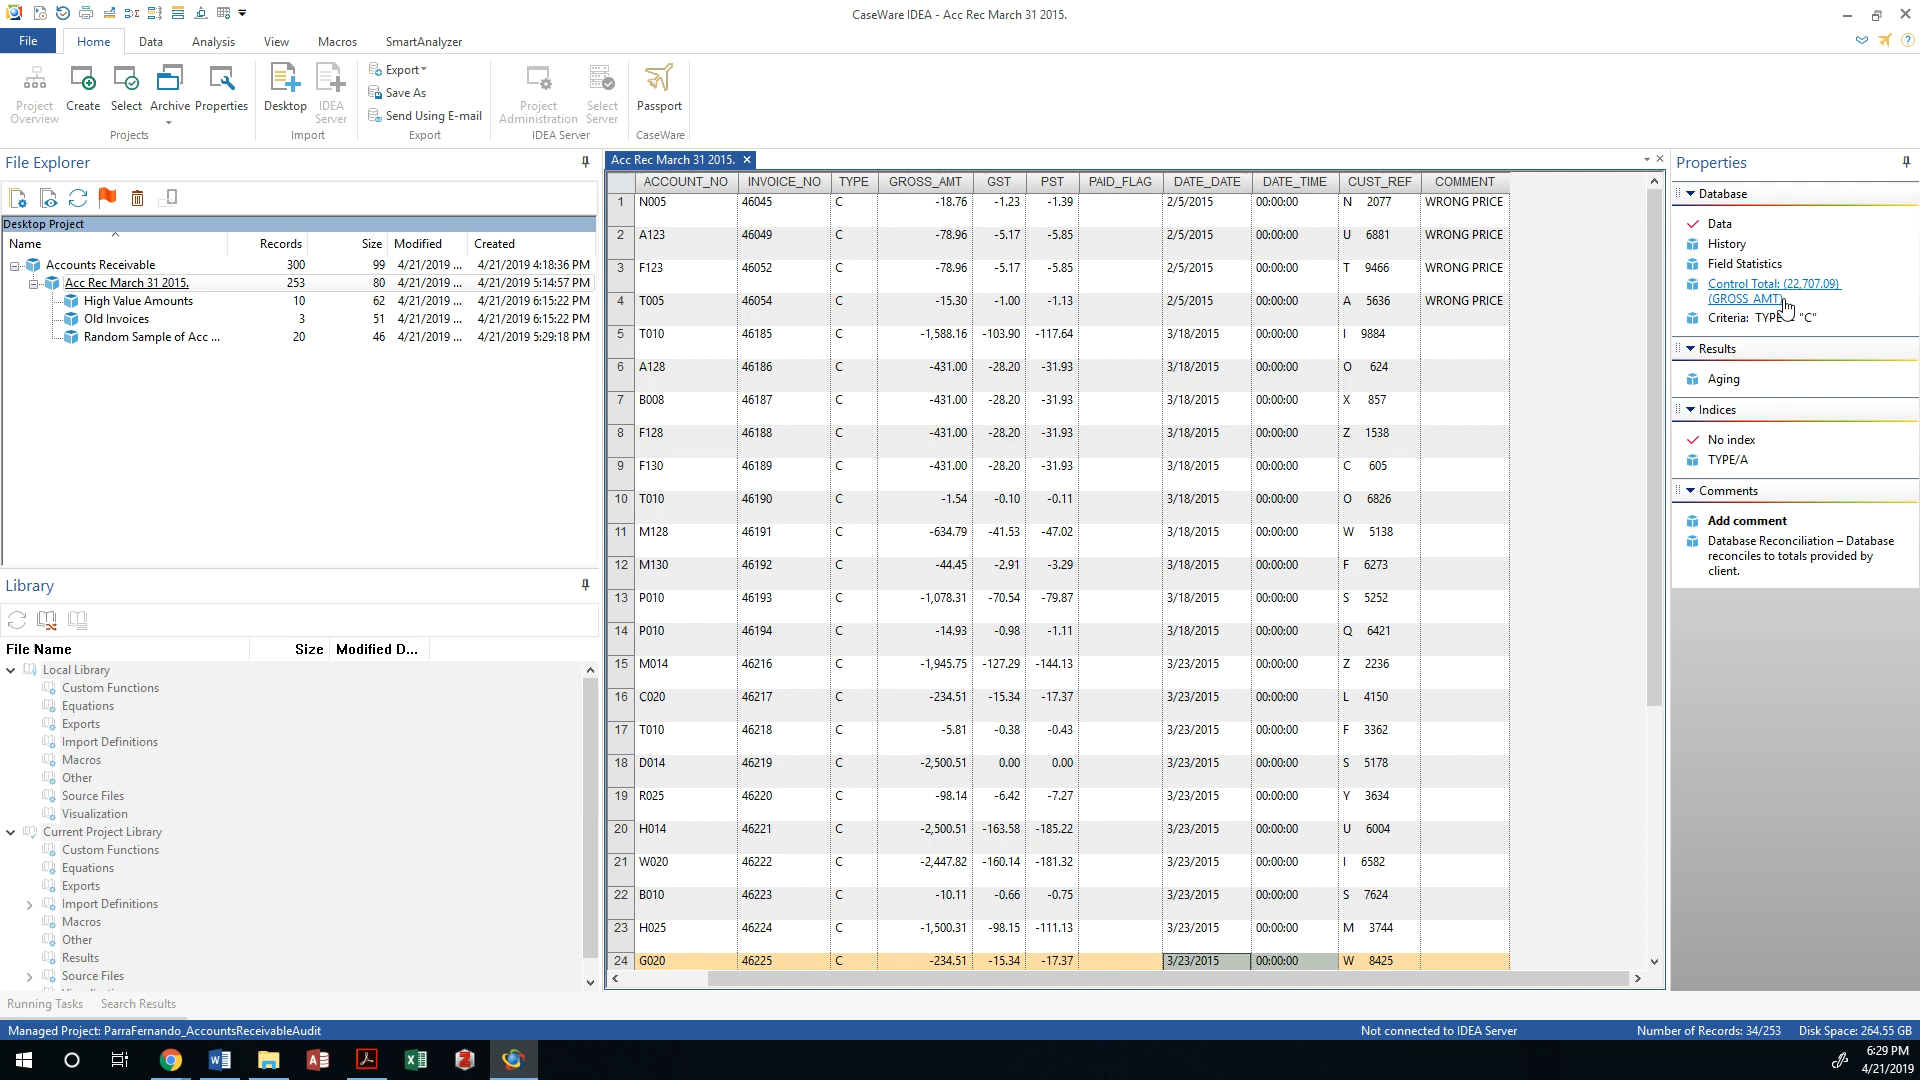 CaseWare IDEA - Acc Rec March 31 2015.
File Home Data Analysis View Macros SmartAnalyzer
Project Overview Create Select Archive Properties Desktop IDEA Server Export Save As Send Using E-mail Project Administration Select Server Passport
Projects Import Export IDEA Server CaseWare
File Explorer
Desktop Project
Name Records Size Modified Created
Accounts Receivable 300 99 4/21/2019 ... 4/21/2019 4:18:36 PM
Acc Rec March 31 2015. 253 80 4/21/2019 ... 4/21/2019 5:14:57 PM
High Value Amounts 10 62 4/21/2019 ... 4/21/2019 6:15:22 PM
Old Invoices 3 51 4/21/2019 ... 4/21/2019 6:15:22 PM
Random Sample of Acc ... 20 46 4/21/2019 ... 4/21/2019 5:29:18 PM
Library
File Name Size Modified D...
Local Library
Custom Functions
Equations
Exports
Import Definitions
Macros
Other
Source Files
Visualization
Current Project Library
Custom Functions
Equations
Exports
Import Definitions
Macros
Other
Results
Source Files
Running Tasks Search Results
Acc Rec March 31 2015.
ACCOUNT_NO INVOICE_NO TYPE GROSS_AMT GST PST PAID_FLAG DATE_DATE DATE_TIME CUST_REF COMMENT
1 N005 46045 C -18.76 -1.23 -1.39 2/5/2015 00:00:00 N 2077 WRONG PRICE
2 A123 46049 C -78.96 -5.17 -5.85 2/5/2015 00:00:00 U 6881 WRONG PRICE
3 F123 46052 C -78.96 -5.17 -5.85 2/5/2015 00:00:00 T 9466 WRONG PRICE
4 T005 46054 C -15.30 -1.00 -1.13 2/5/2015 00:00:00 A 5636 WRONG PRICE
5 T010 46185 C -1,588.16 -103.90 -117.64 3/18/2015 00:00:00 I 9884
6 A128 46186 C -431.00 -28.20 -31.93 3/18/2015 00:00:00 O 624
7 B008 46187 C -431.00 -28.20 -31.93 3/18/2015 00:00:00 X 857
8 F128 46188 C -431.00 -28.20 -31.93 3/18/2015 00:00:00 Z 1538
9 F130 46189 C -431.00 -28.20 -31.93 3/18/2015 00:00:00 C 605
10 T010 46190 C -1.54 -0.10 -0.11 3/18/2015 00:00:00 O 6826
11 M128 46191 C -634.79 -41.53 -47.02 3/18/2015 00:00:00 W 5138
12 M130 46192 C -44.45 -2.91 -3.29 3/18/2015 00:00:00 F 6273
13 P010 46193 C -1,078.31 -70.54 -79.87 3/18/2015 00:00:00 S 5252
14 P010 46194 C -14.93 -0.98 -1.11 3/18/2015 00:00:00 Q 6421
15 M014 46216 C -1,945.75 -127.29 -144.13 3/23/2015 00:00:00 Z 2236
16 C020 46217 C -234.51 -15.34 -17.37 3/23/2015 00:00:00 L 4150
17 T010 46218 C -5.81 -0.38 -0.43 3/23/2015 00:00:00 F 3362
18 D014 46219 C -2,500.51 0.00 0.00 3/23/2015 00:00:00 S 5178
19 R025 46220 C -98.14 -6.42 -7.27 3/23/2015 00:00:00 Y 3634
20 H014 46221 C -2,500.51 -163.58 -185.22 3/23/2015 00:00:00 U 6004
21 W020 46222 C -2,447.82 -160.14 -181.32 3/23/2015 00:00:00 I 6582
22 B010 46223 C -10.11 -0.66 -0.75 3/23/2015 00:00:00 S 7624
23 H025 46224 C -1,500.31 -98.15 -111.13 3/23/2015 00:00:00 M 3744
24 G020 46225 C -234.51 -15.34 -17.37 3/23/2015 00:00:00 W 8425
Properties
Database
Data
History
Field Statistics
Control Total: (22,707.09)
(GROSS_AMT)
Criteria: TYPE "C"
Results
Aging
Indices
No index
TYPE/A
Comments
Add comment
Database Reconciliation – Database
reconciles to totals provided by
client.
Managed Project: ParraFernando_AccountsReceivableAudit Not connected to IDEA Server Number of Records: 34/253 Disk Space: 264.55 GB
6:29 PM
4/21/2019